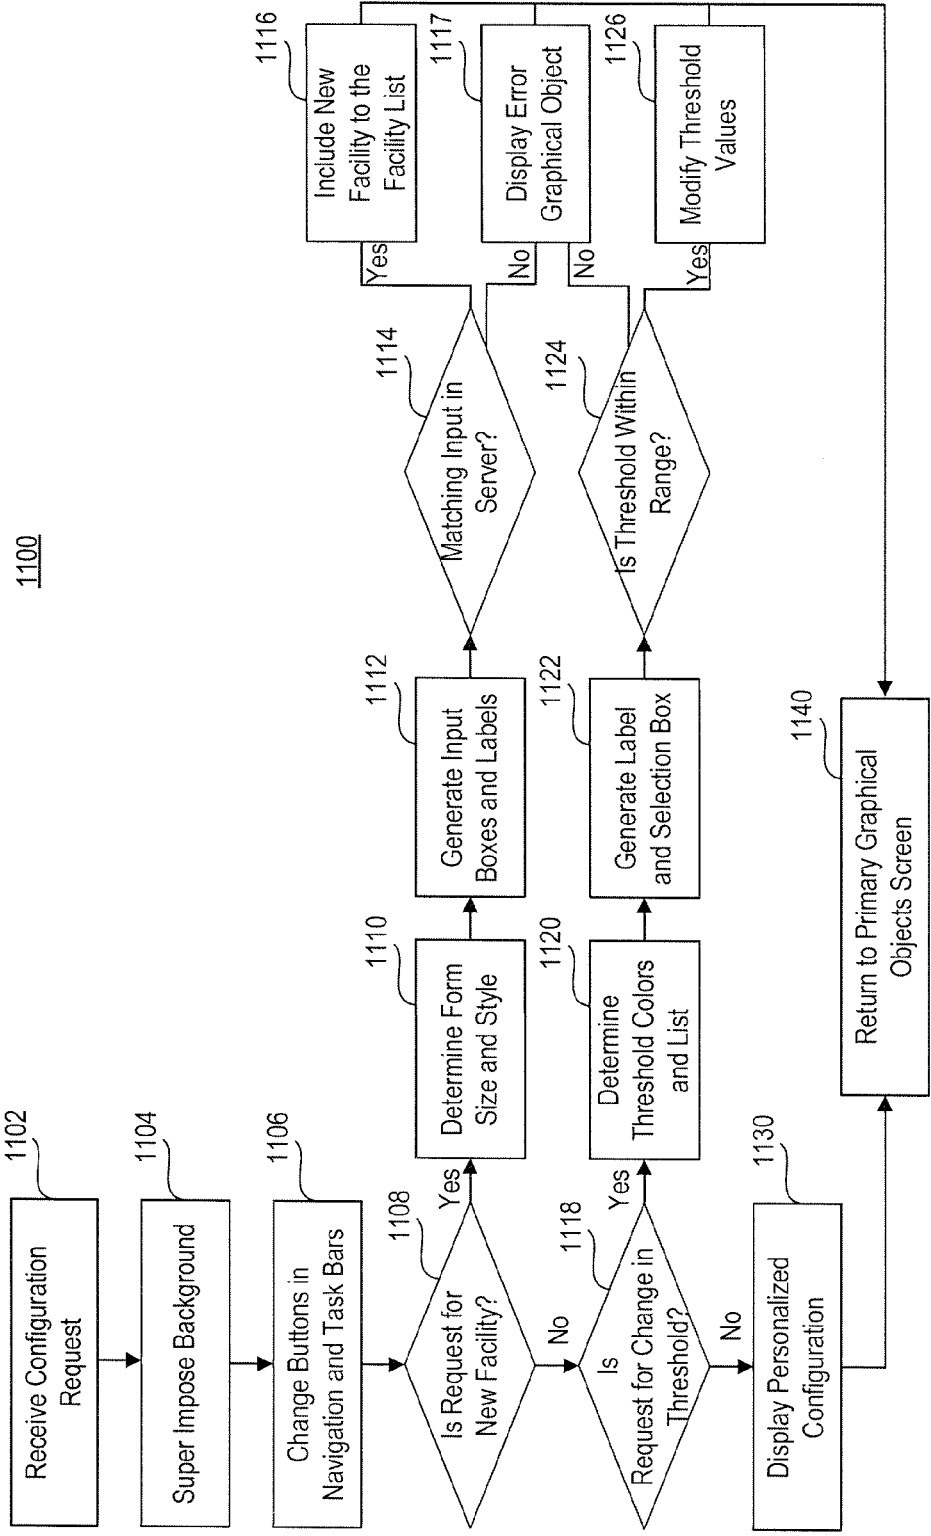 1100
1102
Receive Configuration
Request
1104
Super Impose Background
1106
Change Buttons in
Navigation and Task Bars
1108
Is Request for
New Facility?
Yes
No
1110
Determine Form
Size and Style
1112
Generate Input
Boxes and Labels
1114
Matching Input in
Server?
Yes
No
1116
Include New
Facility to the
Facility List
1117
Display Error
Graphical Object
1118
Is
Request for Change in
Threshold?
Yes
No
1120
Determine
Threshold Colors
and List
1122
Generate Label
and Selection Box
1124
Is Threshold Within
Range?
No
Yes
1126
Modify Threshold
Values
1130
Display Personalized
Configuration
1140
Return to Primary Graphical
Objects Screen